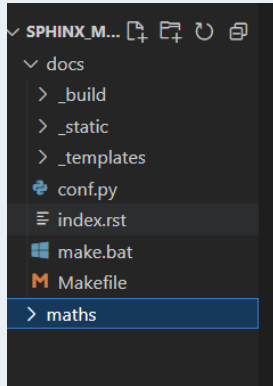 SPHINX_M...
docs
_build
_static
_templates
conf.py
index.rst
make.bat
Makefile
maths